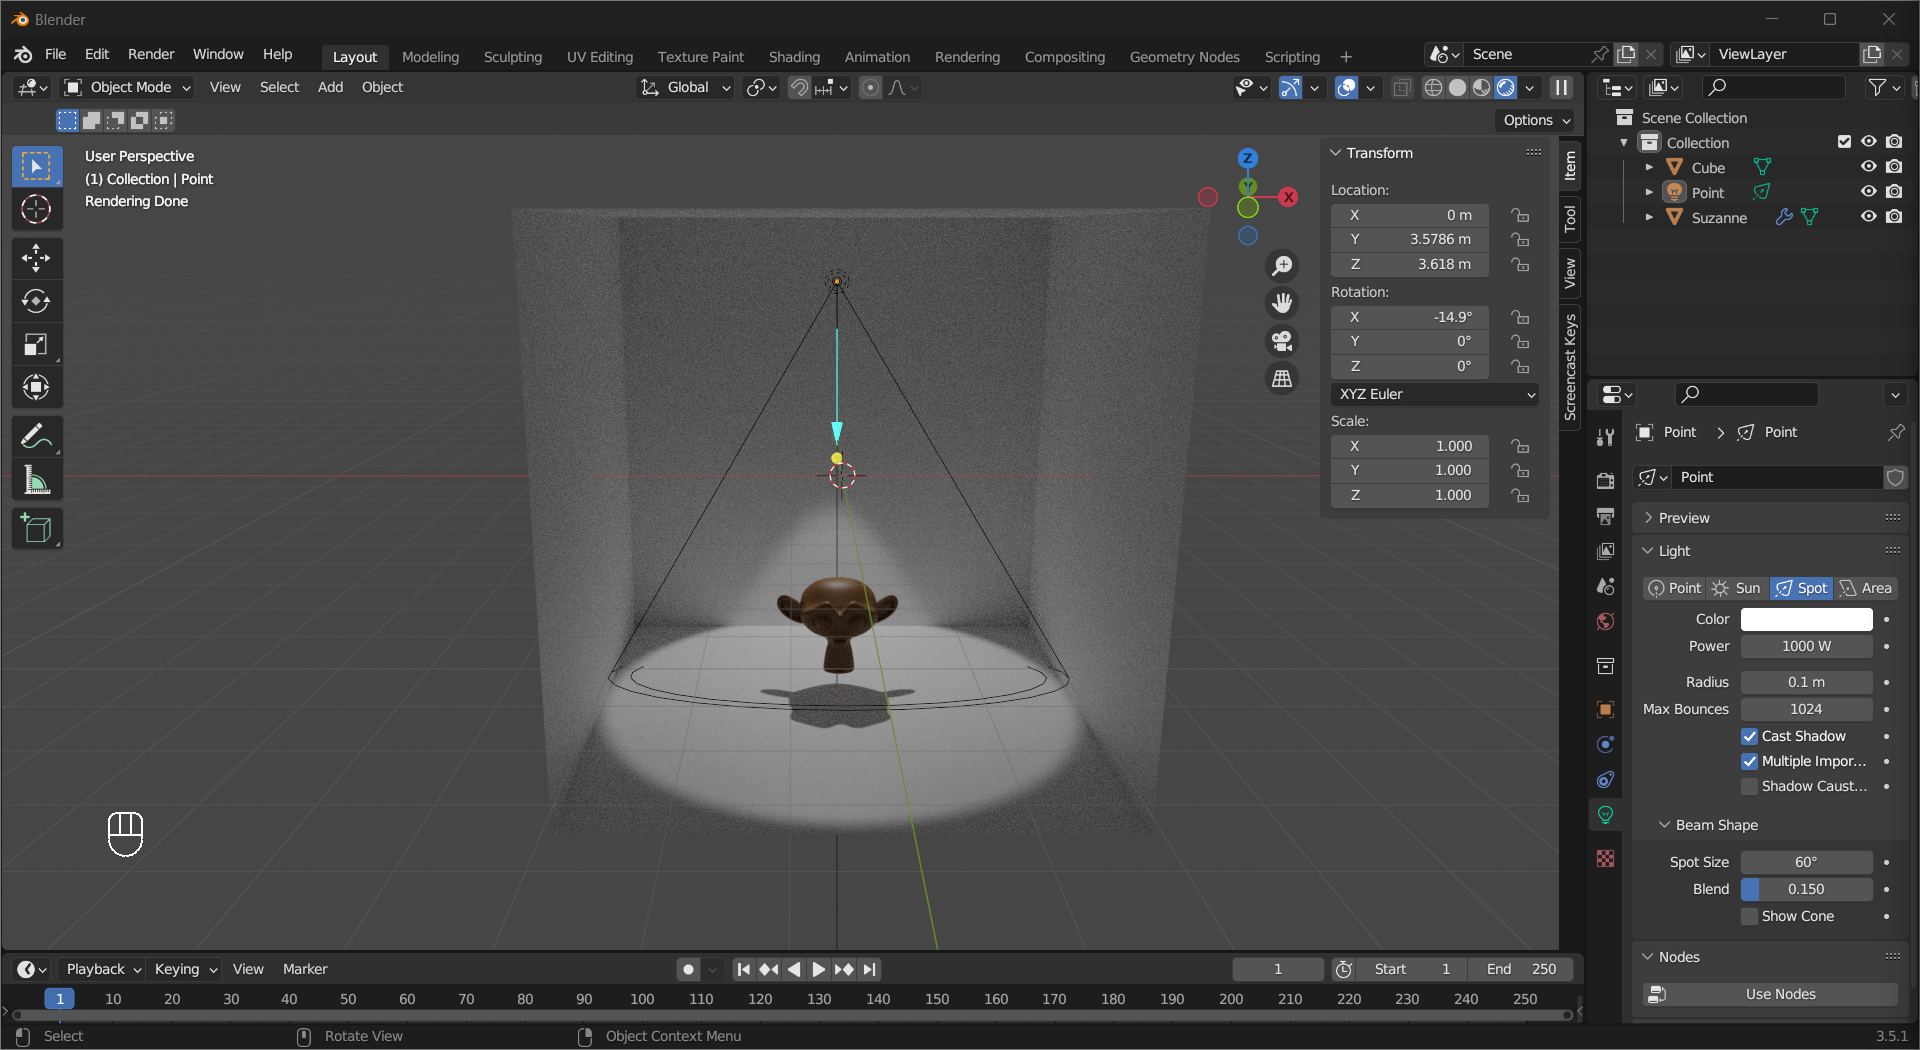 Blender
File Edit Render Window Help
Layout Modeling Sculpting UV Editing Texture Paint Shading Animation Rendering Compositing Geometry Nodes Scripting +
Scene
ViewLayer
Object Mode View Select Add Object
Global
Options
User Perspective
(1) Collection | Point
Rendering Done
Z
Y
X
Transform
Location:
X 0 m
Y 3.5786 m
Z 3.618 m
Rotation:
X -14.9°
Y 0°
Z 0°
XYZ Euler
Scale:
X 1.000
Y 1.000
Z 1.000
Item
Tool
View
Screencast Keys
Scene Collection
Collection
Cube
Point
Suzanne
Point Point
Point
Preview
Light
Point Sun Spot Area
Color
Power 1000 W
Radius 0.1 m
Max Bounces 1024
Cast Shadow
Multiple Impor...
Shadow Caust...
Beam Shape
Spot Size 60°
Blend 0.150
Show Cone
Nodes
Use Nodes
Playback Keying View Marker
1
Start 1
End 250
1 10 20 30 40 50 60 70 80 90 100 110 120 130 140 150 160 170 180 190 200 210 220 230 240 250
Select
Rotate View
Object Context Menu
3.5.1